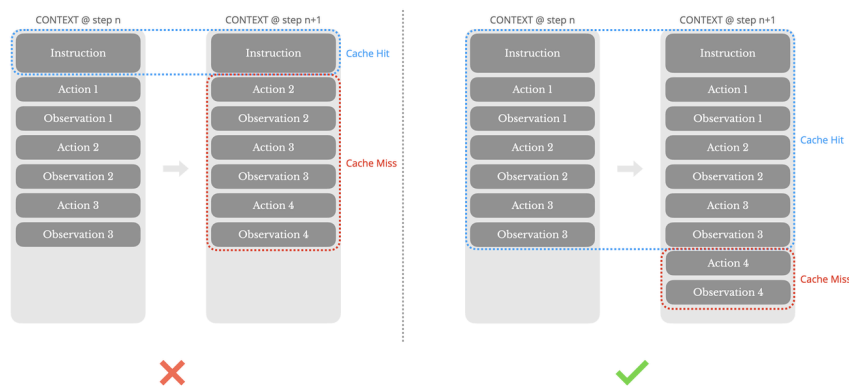 CONTEXT @ step n
Instruction
Action 1
Observation 1
Action 2
Observation 2
Action 3
Observation 3
CONTEXT @ step n+1
Instruction
Cache Hit
Action 2
Observation 2
Action 3
Observation 3
Action 4
Observation 4
Cache Miss
CONTEXT @ step n
Instruction
Action 1
Observation 1
Action 2
Observation 2
Action 3
Observation 3
CONTEXT @ step n+1
Instruction
Action 1
Observation 1
Action 2
Observation 2
Action 3
Observation 3
Cache Hit
Action 4
Observation 4
Cache Miss